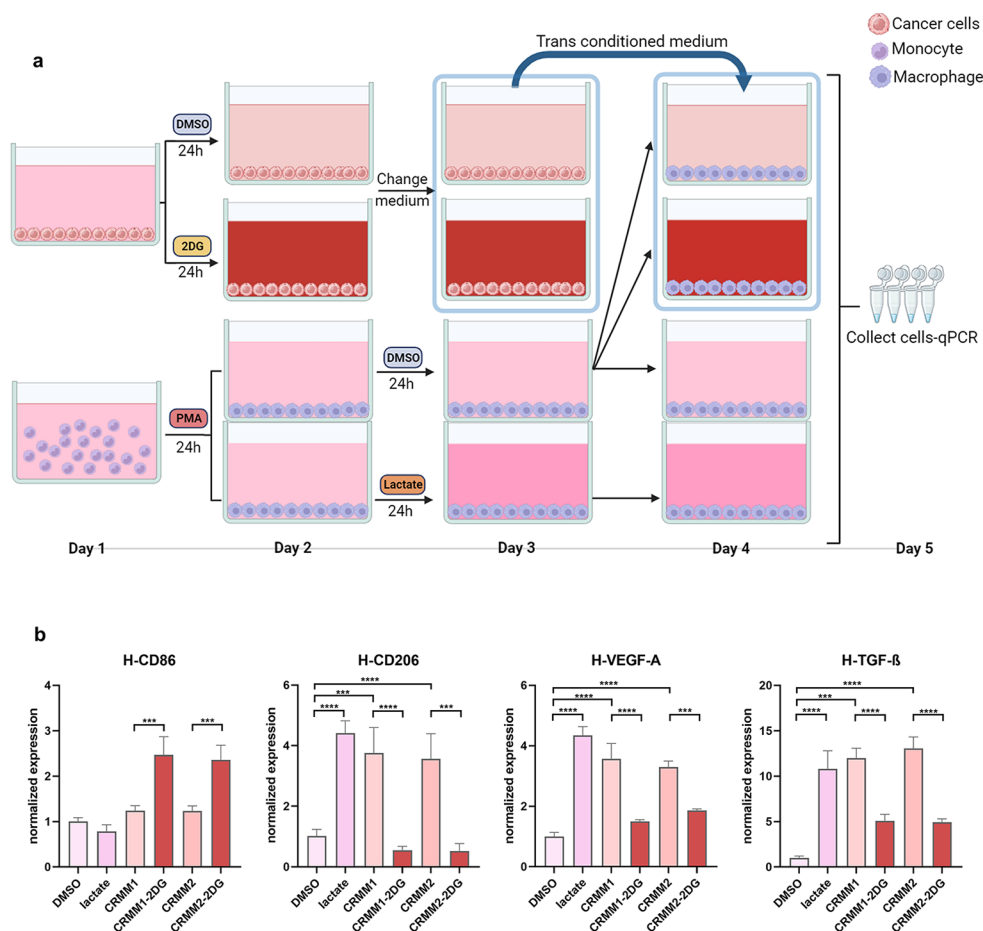 a
Trans conditioned medium
Cancer cells
Monocyte
Macrophage
DMSO
24h
2DG
24h
Change
medium
PMA
24h
DMSO
24h
Lactate
24h
Collect cells-qPCR
Day 1
Day 2
Day 3
Day 4
Day 5
b
H-CD86
normalized expression
4
3
2
1
0
*** ***
DMSO
lactate
CRMM1
CRMM1-2DG
CRMM2
CRMM2-2DG
H-CD206
normalized expression
6
4
2
0
****
***
**** **** ***
DMSO
lactate
CRMM1
CRMM1-2DG
CRMM2
CRMM2-2DG
H-VEGF-A
normalized expression
6
4
2
0
****
****
**** **** ***
DMSO
lactate
CRMM1
CRMM1-2DG
CRMM2
CRMM2-2DG
H-TGF-ß
normalized expression
20
15
10
5
0
****
***
**** **** ****
DMSO
lactate
CRMM1
CRMM1-2DG
CRMM2
CRMM2-2DG